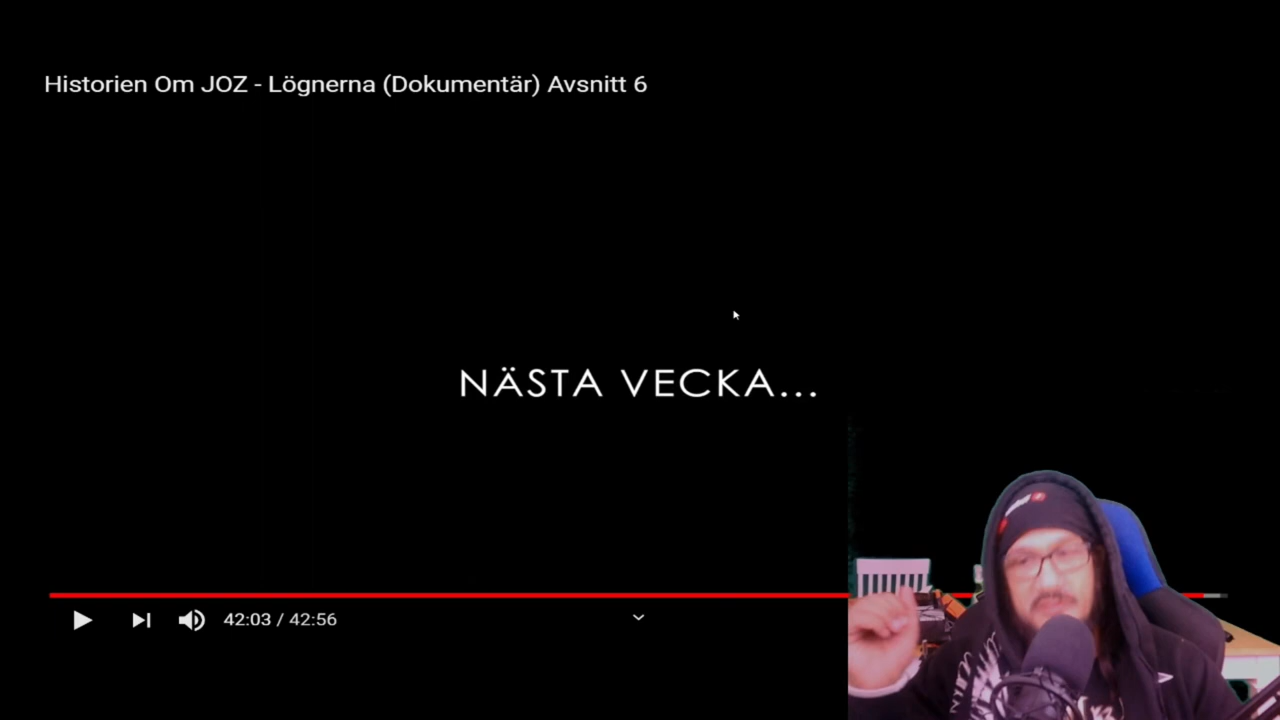 Historien Om JOZ - Lögnerna (Dokumentär) Avsnitt 6
NÄSTA VECKA...
42:03 / 42:56